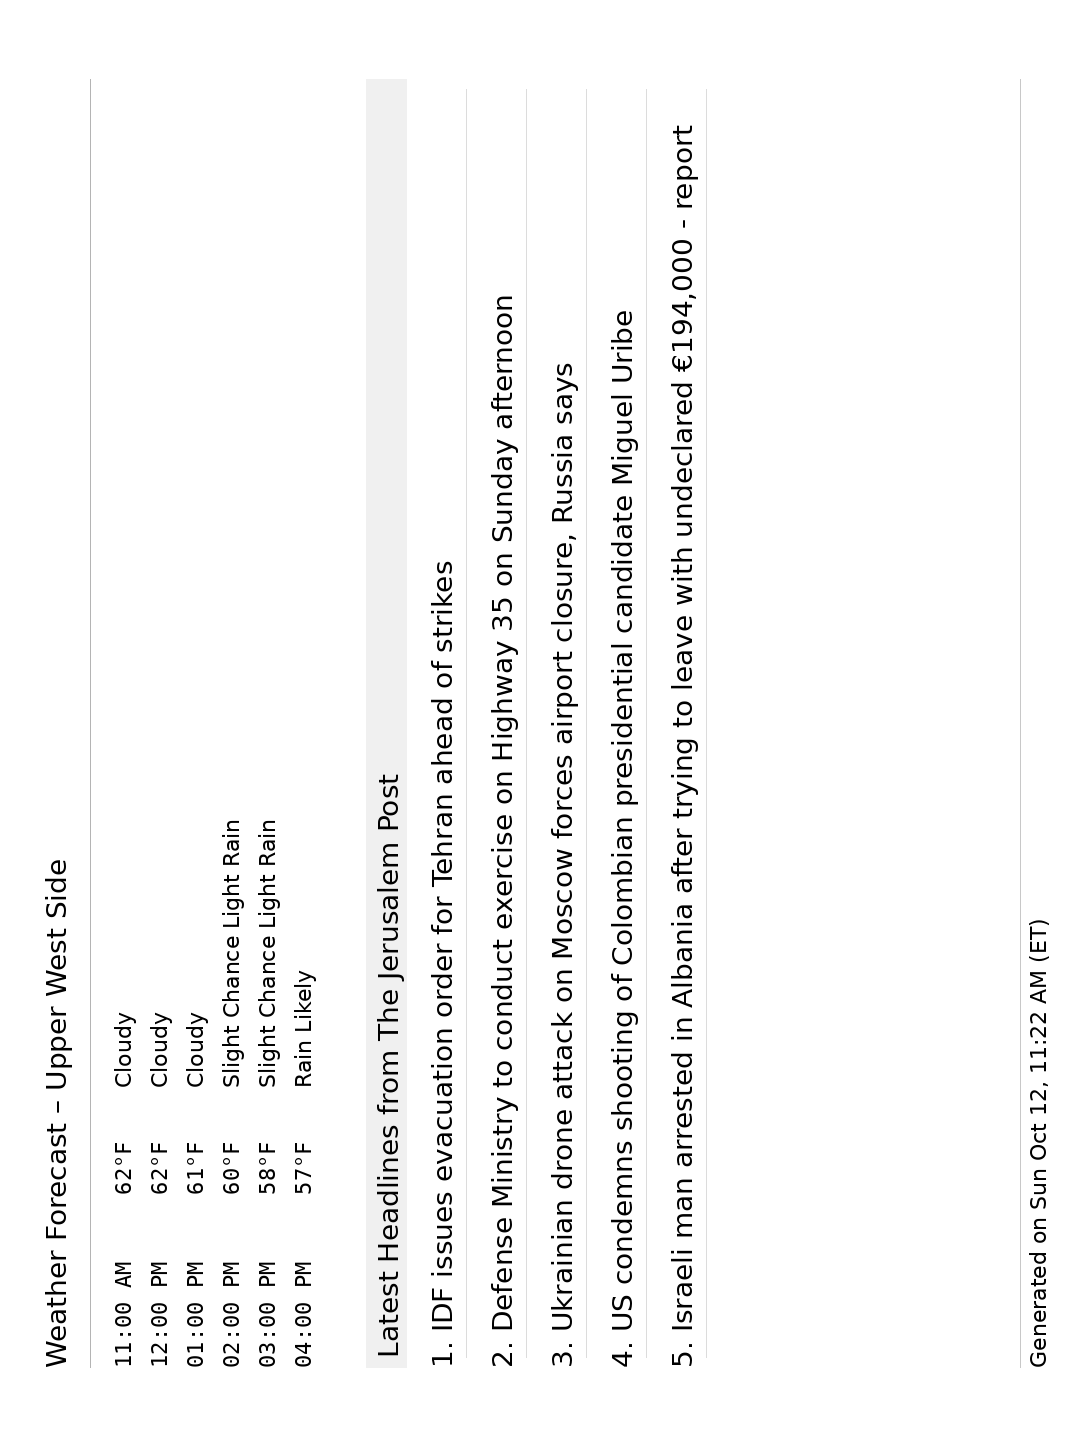 Weather Forecast – Upper West Side
11:00 AM 62°F Cloudy
12:00 PM 62°F Cloudy
01:00 PM 61°F Cloudy
02:00 PM 60°F Slight Chance Light Rain
03:00 PM 58°F Slight Chance Light Rain
04:00 PM 57°F Rain Likely
Latest Headlines from The Jerusalem Post
1. IDF issues evacuation order for Tehran ahead of strikes
2. Defense Ministry to conduct exercise on Highway 35 on Sunday afternoon
3. Ukrainian drone attack on Moscow forces airport closure, Russia says
4. US condemns shooting of Colombian presidential candidate Miguel Uribe
5. Israeli man arrested in Albania after trying to leave with undeclared €194,000 - report
Generated on Sun Oct 12, 11:22 AM (ET)